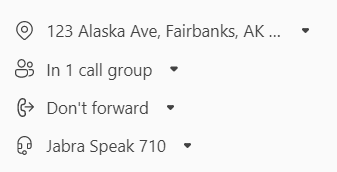 123 Alaska Ave, Fairbanks, AK ...
In 1 call group
Don't forward
Jabra Speak 710